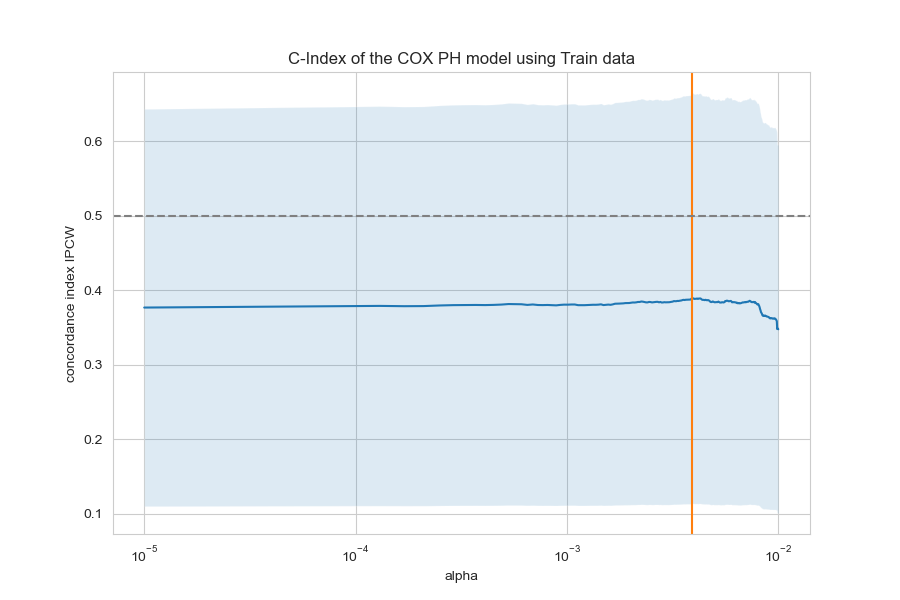 C-Index of the COX PH model using Train data
concordance index IPCW
0.6
0.5
0.4
0.3
0.2
0.1
10⁻⁵ 10⁻⁴ 10⁻³ 10⁻²
alpha